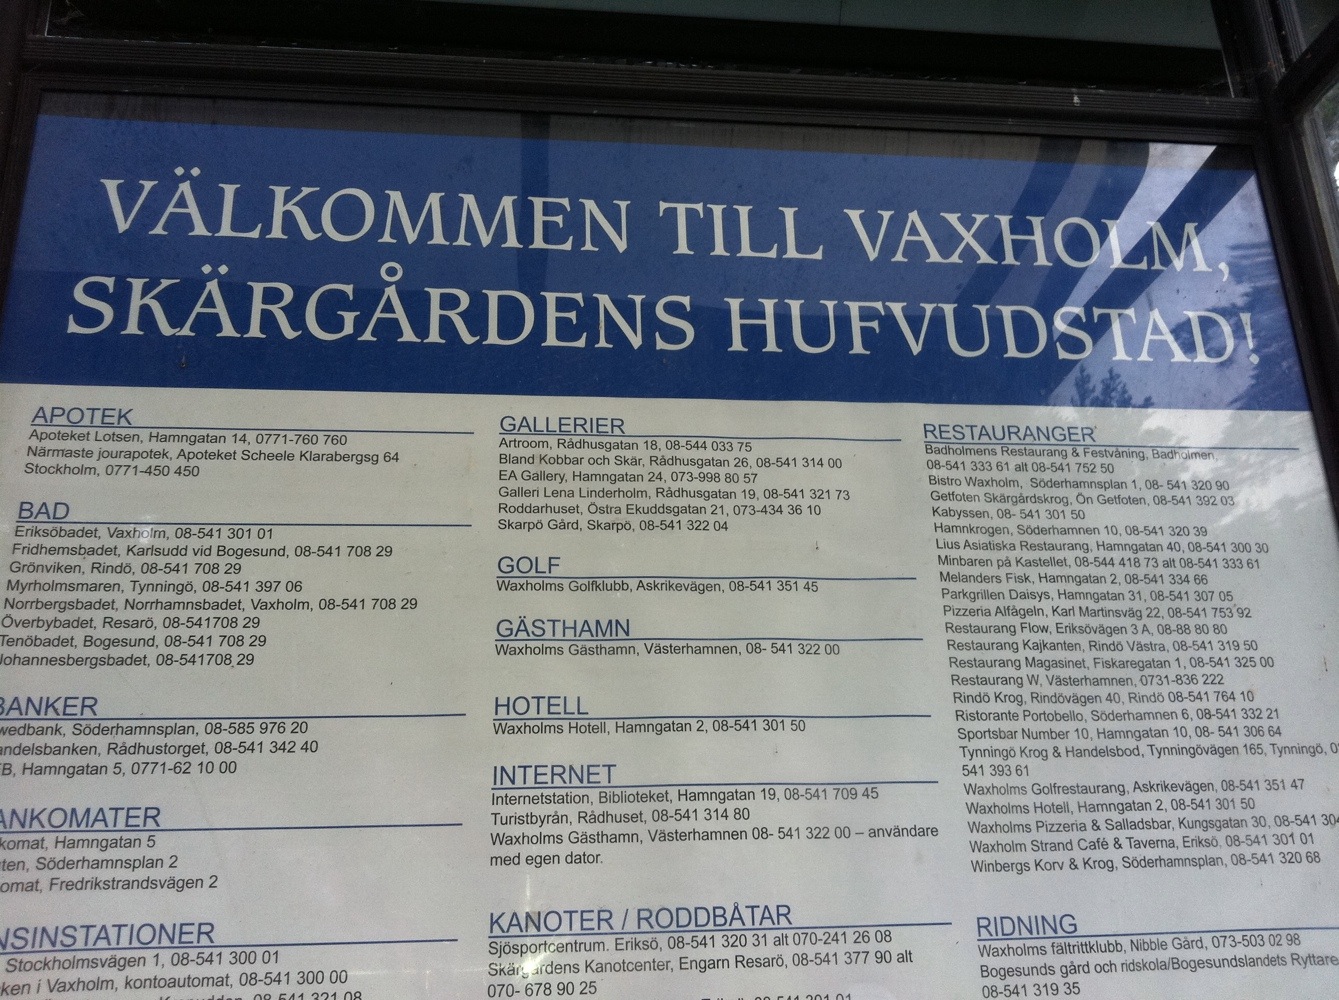 VÄLKOMMEN TILL VAXHOLM,
SKÄRGÅRDENS HUFVUDSTAD!
APOTEK
Apoteket Lotsen, Hamngatan 14, 0771-760 760
Närmaste jourapotek, Apoteket Scheele Klarabergsg 64
Stockholm, 0771-450 450
BAD
Eriksöbadet, Vaxholm, 08-541 301 01
Fridhemsbadet, Karlsudd vid Bogesund, 08-541 708 29
Grönviken, Rindö, 08-541 708 29
Myrholmsmaren, Tynningö, 08-541 397 06
Norrbergsbadet, Norrhamnsbadet, Vaxholm, 08-541 708 29
Överbybadet, Resarö, 08-541708 29
Tenöbadet, Bogesund, 08-541 708 29
Johannesbergsbadet, 08-541708 29
BANKER
wedbank, Söderhamnsplan, 08-585 976 20
andelsbanken, Rådhustorget, 08-541 342 40
B, Hamngatan 5, 0771-62 10 00
ANKOMATER
komat, Hamngatan 5
ten, Söderhamnsplan 2
omat, Fredrikstrandsvägen 2
NSINSTATIONER
Stockholmsvägen 1, 08-541 300 01
ken i Vaxholm, kontoautomat, 08-541 300 00
08-541 321 08
GALLERIER
Artroom, Rådhusgatan 18, 08-544 033 75
Bland Kobbar och Skär, Rådhusgatan 26, 08-541 314 00
EA Gallery, Hamngatan 24, 073-998 80 57
Galleri Lena Linderholm, Rådhusgatan 19, 08-541 321 73
Roddarhuset, Östra Ekuddsgatan 21, 073-434 36 10
Skarpö Gård, Skarpö, 08-541 322 04
GOLF
Waxholms Golfklubb, Askrikevägen, 08-541 351 45
GÄSTHAMN
Waxholms Gästhamn, Västerhamnen, 08- 541 322 00
HOTELL
Waxholms Hotell, Hamngatan 2, 08-541 301 50
INTERNET
Internetstation, Biblioteket, Hamngatan 19, 08-541 709 45
Turistbyrån, Rådhuset, 08-541 314 80
Waxholms Gästhamn, Västerhamnen 08- 541 322 00 – användare
med egen dator.
KANOTER / RODDBÅTAR
Sjösportcentrum. Eriksö, 08-541 320 31 alt 070-241 26 08
Skärgårdens Kanotcenter, Engarn Resarö, 08-541 377 90 alt
070- 678 90 25
08-541 301 01
RESTAURANGER
Badholmens Restaurang & Festvåning, Badholmen,
08-541 333 61 alt 08-541 752 50
Bistro Waxholm, Söderhamnsplan 1, 08- 541 320 90
Getfoten Skärgårdskrog, Ön Getfoten, 08-541 392 03
Kabyssen, 08- 541 301 50
Hamnkrogen, Söderhamnen 10, 08-541 320 39
Lius Asiatiska Restaurang, Hamngatan 40, 08-541 300 30
Minbaren på Kastellet, 08-544 418 73 alt 08-541 333 61
Melanders Fisk, Hamngatan 2, 08-541 334 66
Parkgrillen Daisys, Hamngatan 31, 08-541 307 05
Pizzeria Alfågeln, Karl Martinsväg 22, 08-541 753 92
Restaurang Flow, Eriksövägen 3 A, 08-88 80 80
Restaurang Kajkanten, Rindö Västra, 08-541 319 50
Restaurang Magasinet, Fiskaregatan 1, 08-541 325 00
Restaurang W, Västerhamnen, 0731-836 222
Rindö Krog, Rindövägen 40, Rindö 08-541 764 10
Ristorante Portobello, Söderhamnen 6, 08-541 332 21
Sportsbar Number 10, Hamngatan 10, 08- 541 306 64
Tynningö Krog & Handelsbod, Tynningövägen 165, Tynningö,
541 393 61
Waxholms Golfrestaurang, Askrikevägen, 08-541 351 47
Waxholms Hotell, Hamngatan 2, 08-541 301 50
Waxholms Pizzeria & Salladsbar, Kungsgatan 30, 08-541 304
Waxholm Strand Café & Taverna, Eriksö, 08-541 301 01
Winbergs Korv & Krog, Söderhamnsplan, 08-541 320 68
RIDNING
Waxholms fältrittklubb, Nibble Gård, 073-503 02 98
Bogesunds gård och ridskola/Bogesundslandets Ryttare
08-541 319 35